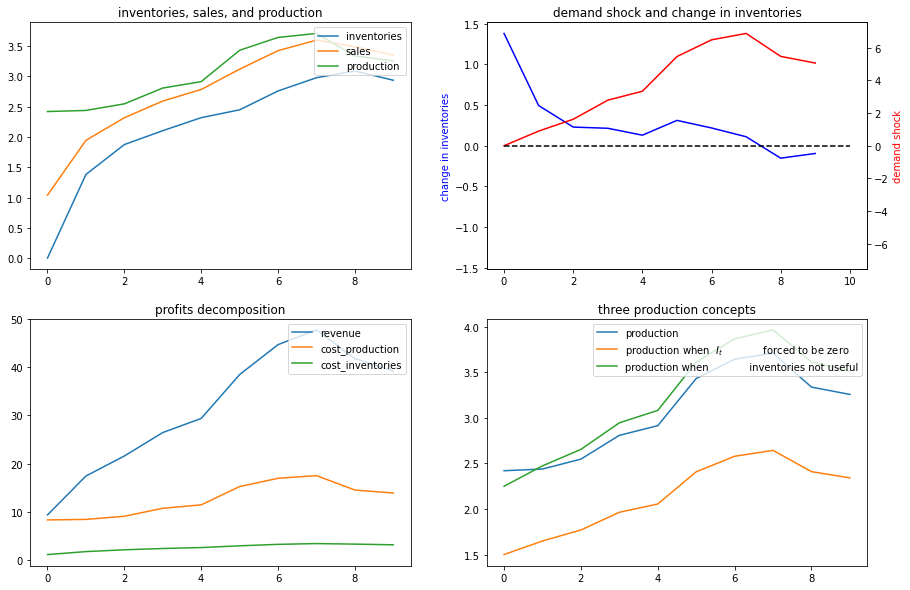 inventories, sales, and production
inventories
sales
production
3.5
3.0
2.5
2.0
1.5
1.0
0.5
0.0
0 2 4 6 8
demand shock and change in inventories
change in inventories
1.5
1.0
0.5
0.0
−0.5
−1.0
−1.5
0 2 4 6 8 10
6
4
2
0
−2
−4
−6
demand shock
profits decomposition
revenue
cost_production
cost_inventories
50
40
30
20
10
0
0 2 4 6 8
three production concepts
production
production when I_t forced to be zero
production when inventories not useful
4.0
3.5
3.0
2.5
2.0
1.5
0 2 4 6 8